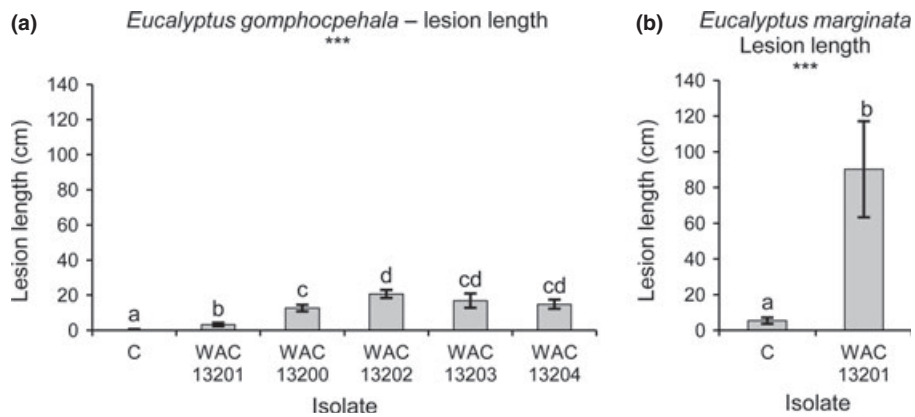 (a)
Eucalyptus gomphocpehala – lesion length
***
Lesion length (cm)
140
120
100
80
60
40
20
0
a
b
c
d
cd
cd
C
WAC 13201
WAC 13200
WAC 13202
WAC 13203
WAC 13204
Isolate
(b)
Eucalyptus marginata
Lesion length
***
Lesion length (cm)
140
120
100
80
60
40
20
0
a
b
C
WAC 13201
Isolate